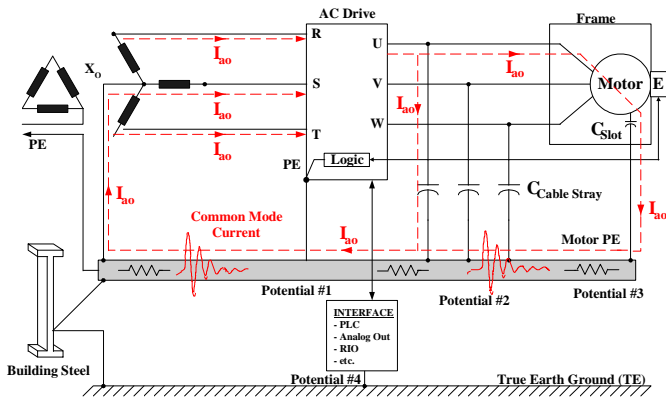 AC Drive
Frame
R
I ao
U
I ao
X O
S
I ao
V
I ao
Motor
E
T
I ao
W
C Slot
PE
PE
Logic
I ao
C Cable Stray
Common Mode
Current
I ao
Motor PE
I ao
Potential #1
Potential #2
Potential #3
INTERFACE
- PLC
- Analog Out
- RIO
- etc.
Building Steel
Potential #4
True Earth Ground (TE)